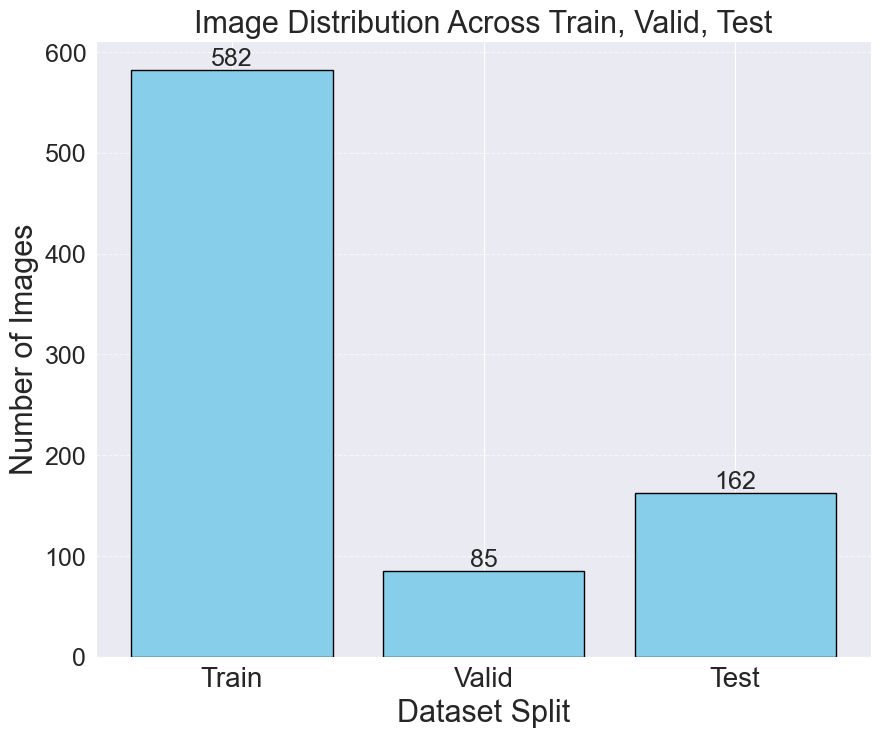 Image Distribution Across Train, Valid, Test
600
582
500
400
300
200
162
100
85
0
Number of Images
Train Valid Test
Dataset Split